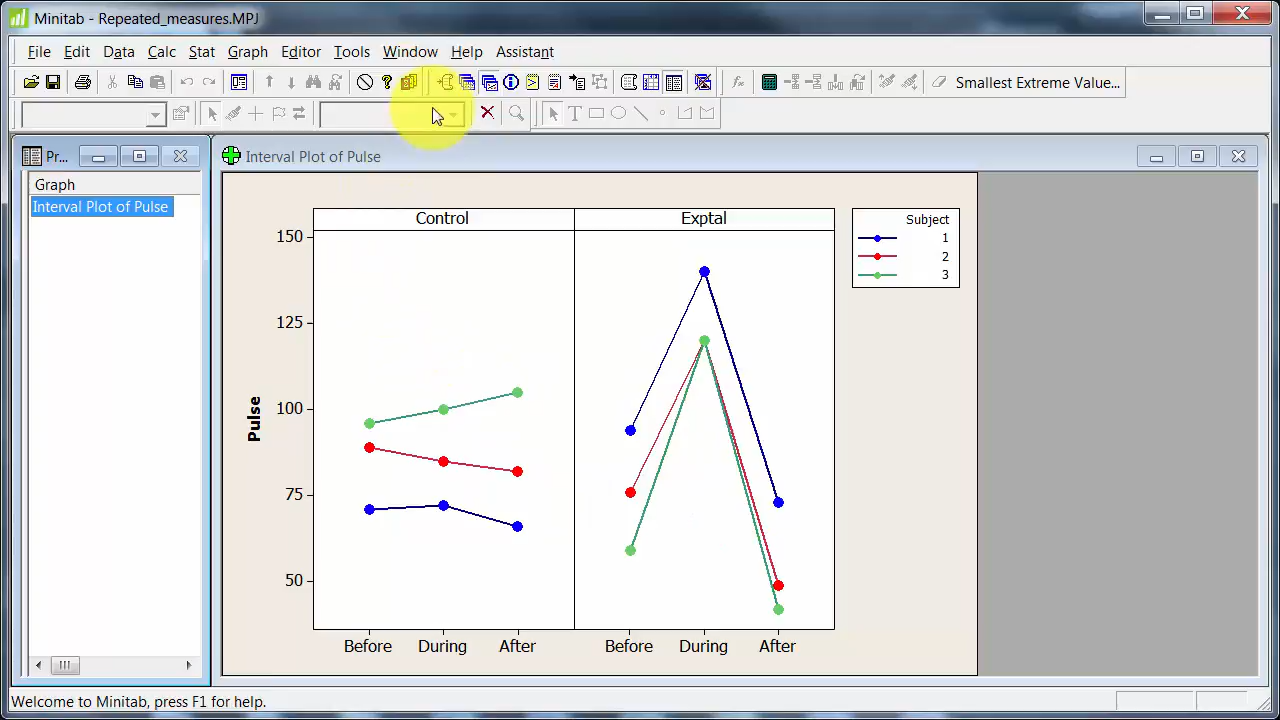 Minitab - Repeated_measures.MPJ
File Edit Data Calc Stat Graph Editor Tools Window Help Assistant
Smallest Extreme Value...
Pr...
Interval Plot of Pulse
Graph
Interval Plot of Pulse
Control Exptal
Subject
1
2
3
150
125
100
75
50
Pulse
Before During After Before During After
Welcome to Minitab, press F1 for help.